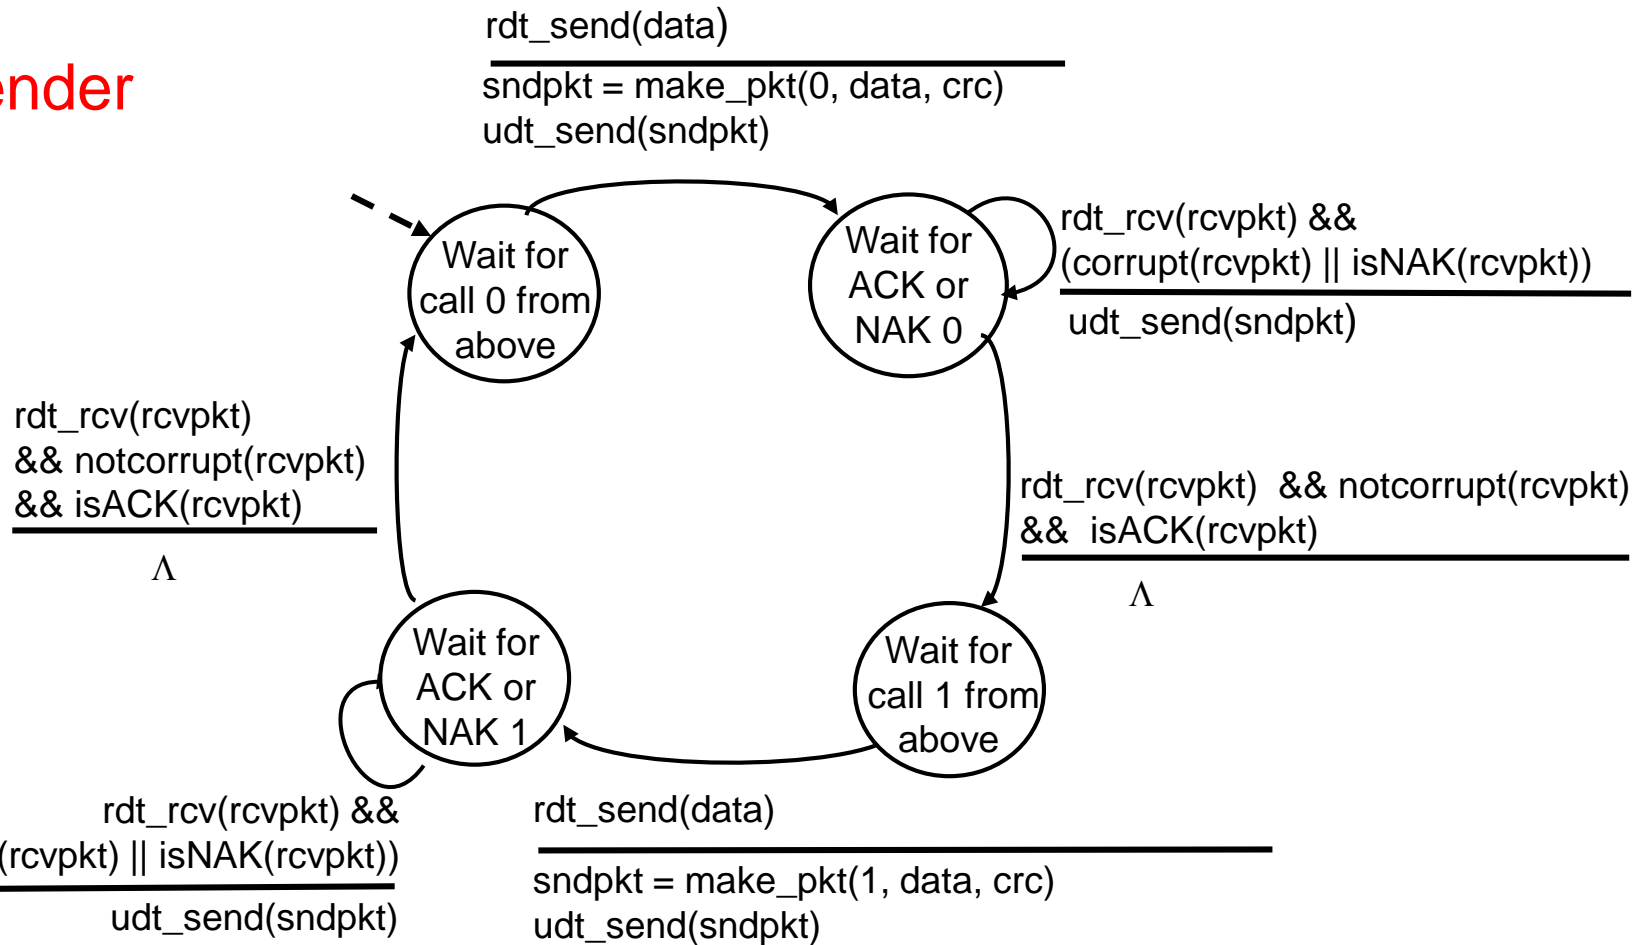 rdt_send(data)
ender
sndpkt = make_pkt(0, data, crc)
udt_send(sndpkt)
Wait for
call 0 from
above
Wait for
ACK or
NAK 0
rdt_rcv(rcvpkt) &&
(corrupt(rcvpkt) || isNAK(rcvpkt))
udt_send(sndpkt)
rdt_rcv(rcvpkt)
&& notcorrupt(rcvpkt)
&& isACK(rcvpkt)
Λ
rdt_rcv(rcvpkt) && notcorrupt(rcvpkt)
&& isACK(rcvpkt)
Λ
Wait for
ACK or
NAK 1
Wait for
call 1 from
above
rdt_rcv(rcvpkt) &&
(rcvpkt) || isNAK(rcvpkt))
udt_send(sndpkt)
rdt_send(data)
sndpkt = make_pkt(1, data, crc)
udt_send(sndpkt)